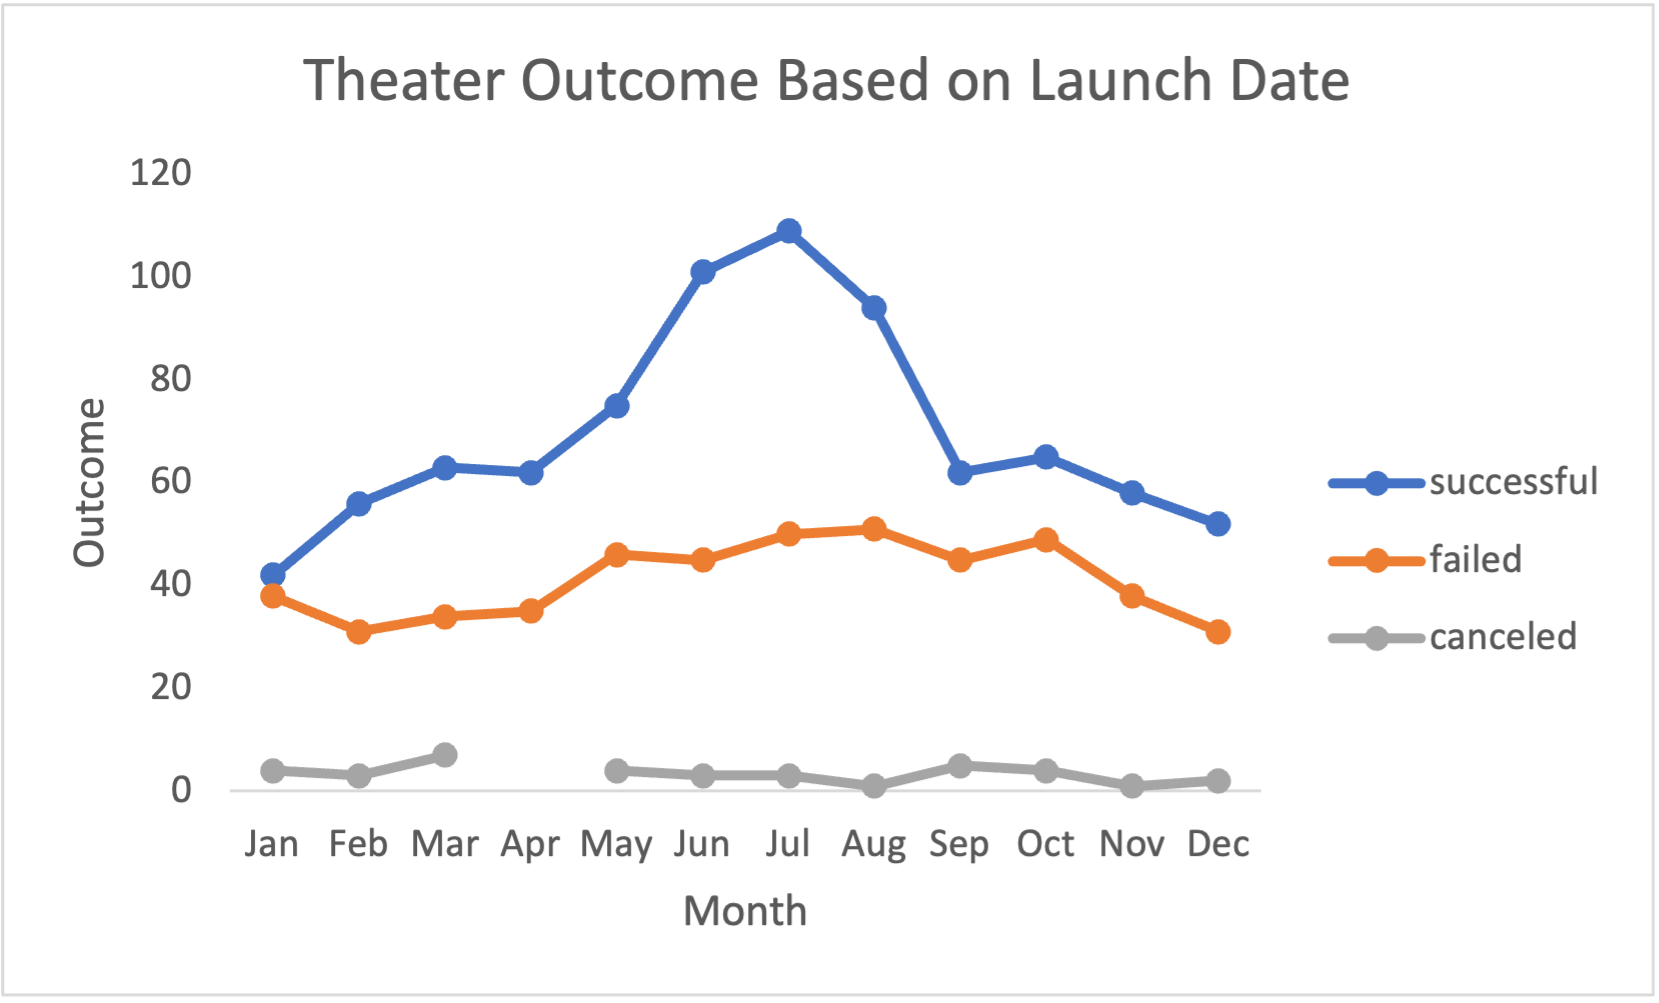 Theater Outcome Based on Launch Date
120
100
80
60
40
20
0
Outcome
Jan Feb Mar Apr May Jun Jul Aug Sep Oct Nov Dec
Month
successful
failed
canceled